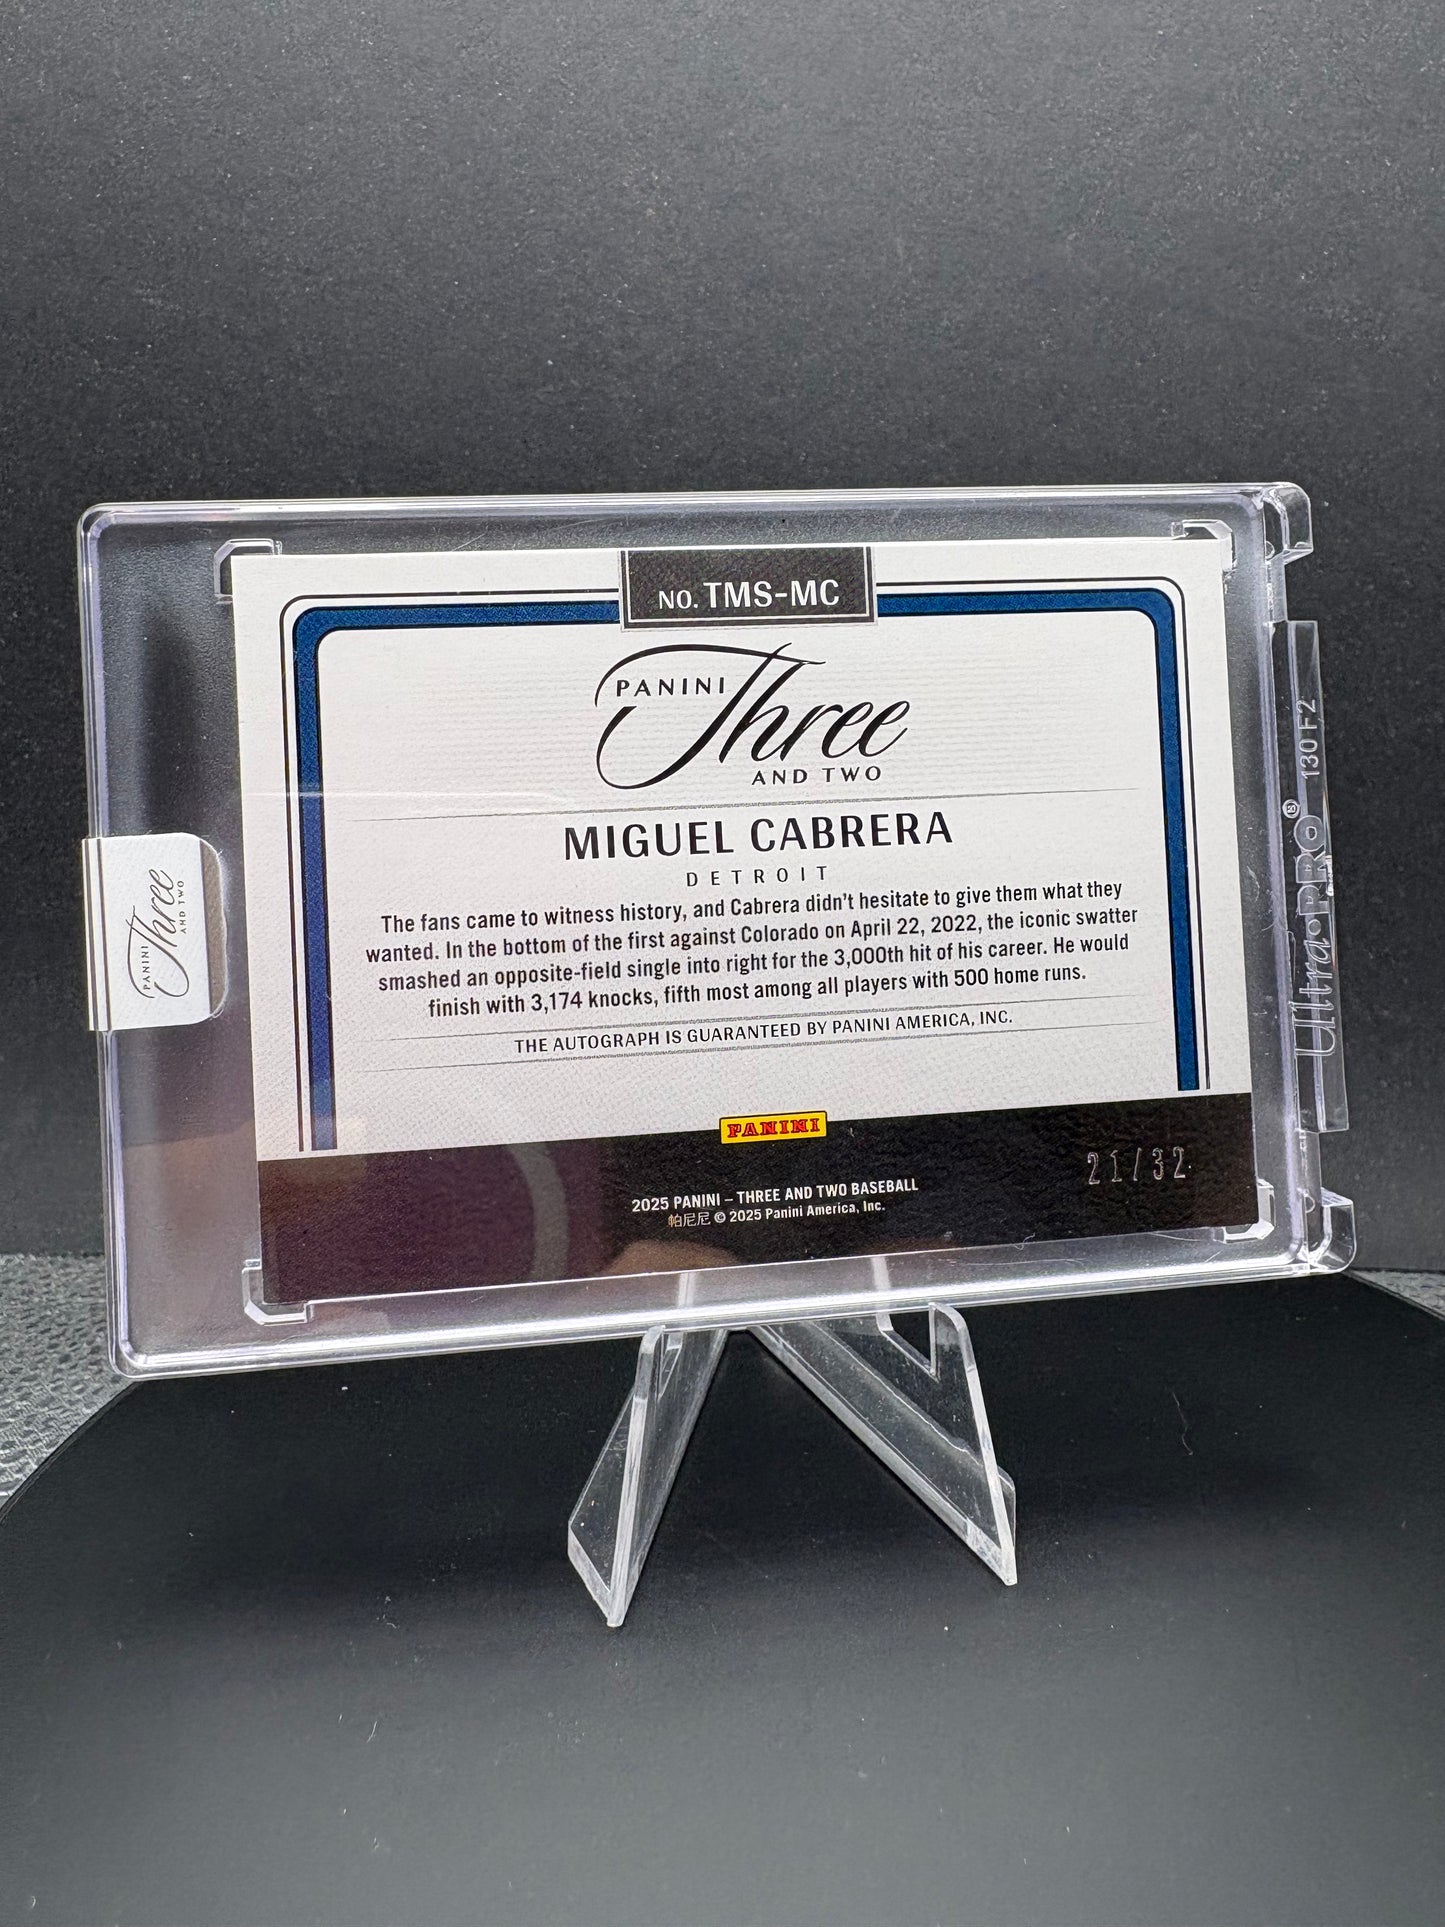 NO. TMS-MC
PANINI
Three
AND TWO
MIGUEL CABRERA
DETROIT
The fans came to witness history, and Cabrera didn't hesitate to give them what they
wanted. In the bottom of the first against Colorado on April 22, 2022, the iconic swatter
smashed an opposite-field single into right for the 3,000th hit of his career. He would
finish with 3,174 knocks, fifth most among all players with 500 home runs.
THE AUTOGRAPH IS GUARANTEED BY PANINI AMERICA, INC.
PANINI
21/32
2025 PANINI – THREE AND TWO BASEBALL
帕尼尼 © 2025 Panini America, Inc.
PANINI
Three
AND TWO
Ultra·PRO® 130 F2